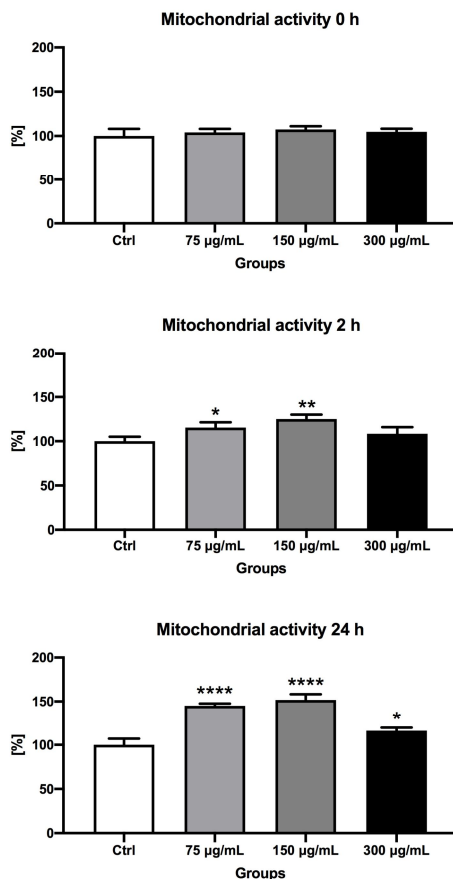 Mitochondrial activity 0 h
200
150
100
50
0
[%]
Ctrl 75 µg/mL 150 µg/mL 300 µg/mL
Groups
Mitochondrial activity 2 h
200
150
100
50
0
[%]
* **
Ctrl 75 µg/mL 150 µg/mL 300 µg/mL
Groups
Mitochondrial activity 24 h
200
150
100
50
0
[%]
**** **** *
Ctrl 75 µg/mL 150 µg/mL 300 µg/mL
Groups